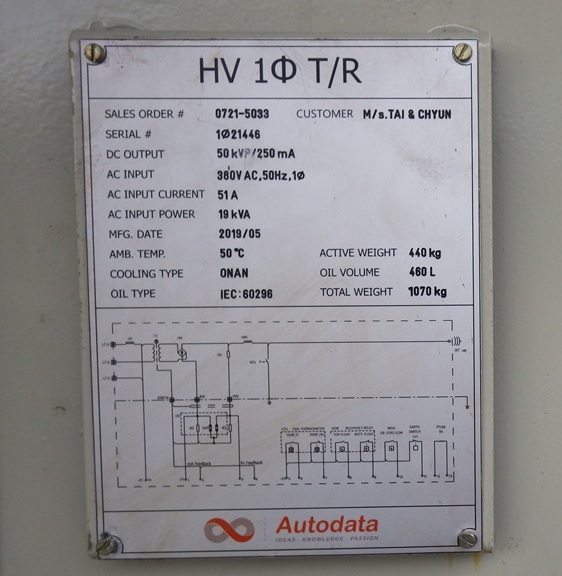 HV 1Φ T/R
SALES ORDER # 0721-5033 CUSTOMER M/s.TAI & CHYUN
SERIAL # 1021446
DC OUTPUT 50 kVP/250 mA
AC INPUT 380V AC,50Hz,1Ø
AC INPUT CURRENT 51 A
AC INPUT POWER 19 kVA
MFG. DATE 2019/05
AMB. TEMP. 50 °C ACTIVE WEIGHT 440 kg
COOLING TYPE ONAN OIL VOLUME 460 L
OIL TYPE IEC:60296 TOTAL WEIGHT 1070 kg
Autodata
IDEAS · KNOWLEDGE · PASSION